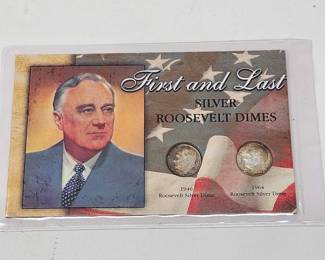 First and Last
SILVER
ROOSEVELT DIMES
1946
Roosevelt Silver Dime
1964
Roosevelt Silver Dime